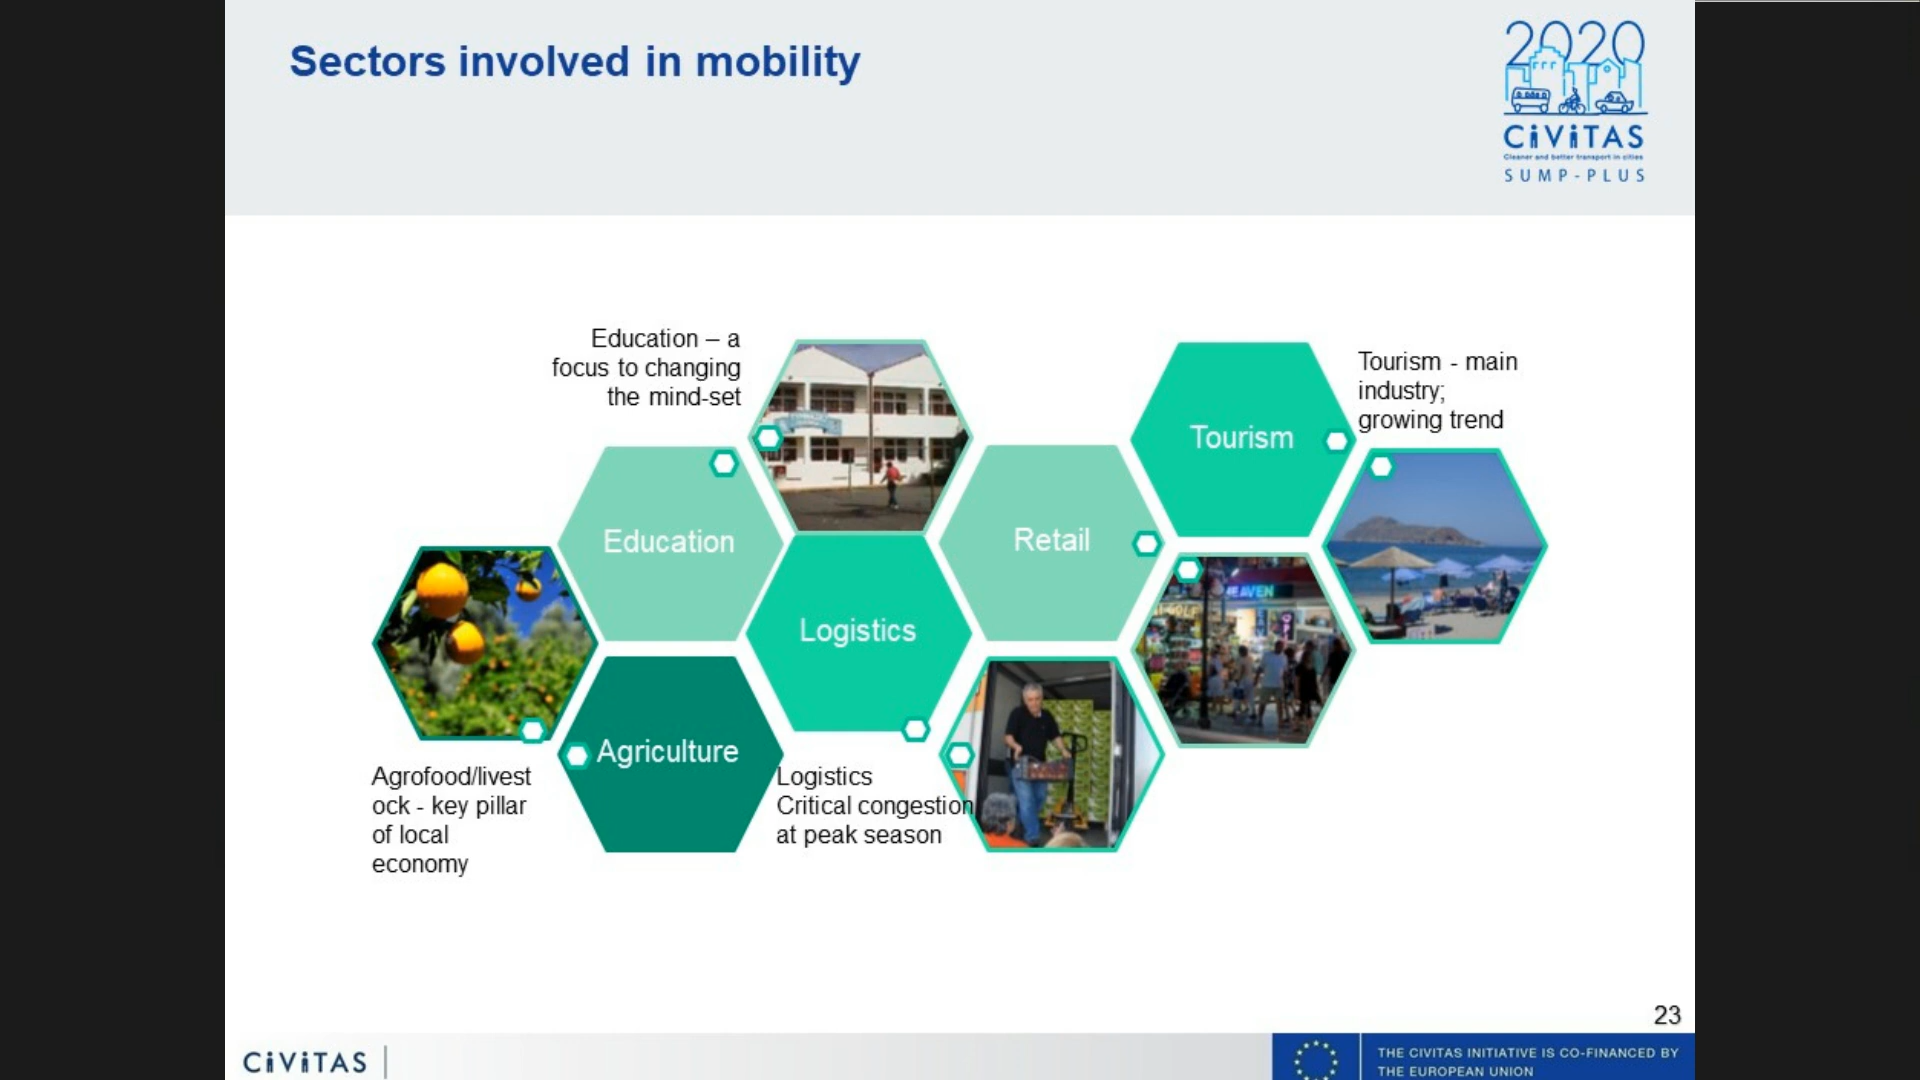 Sectors involved in mobility
2020
CiViTAS
Cleaner and better transport in cities
SUMP-PLUS
Education – a
focus to changing
the mind-set
Tourism - main
industry;
growing trend
Tourism
Education
Retail
Logistics
Agriculture
Agrofood/livest
ock - key pillar
of local
economy
Logistics
Critical congestion
at peak season
EAVEN
23
CiViTAS
THE CIVITAS INITIATIVE IS CO-FINANCED BY
THE EUROPEAN UNION